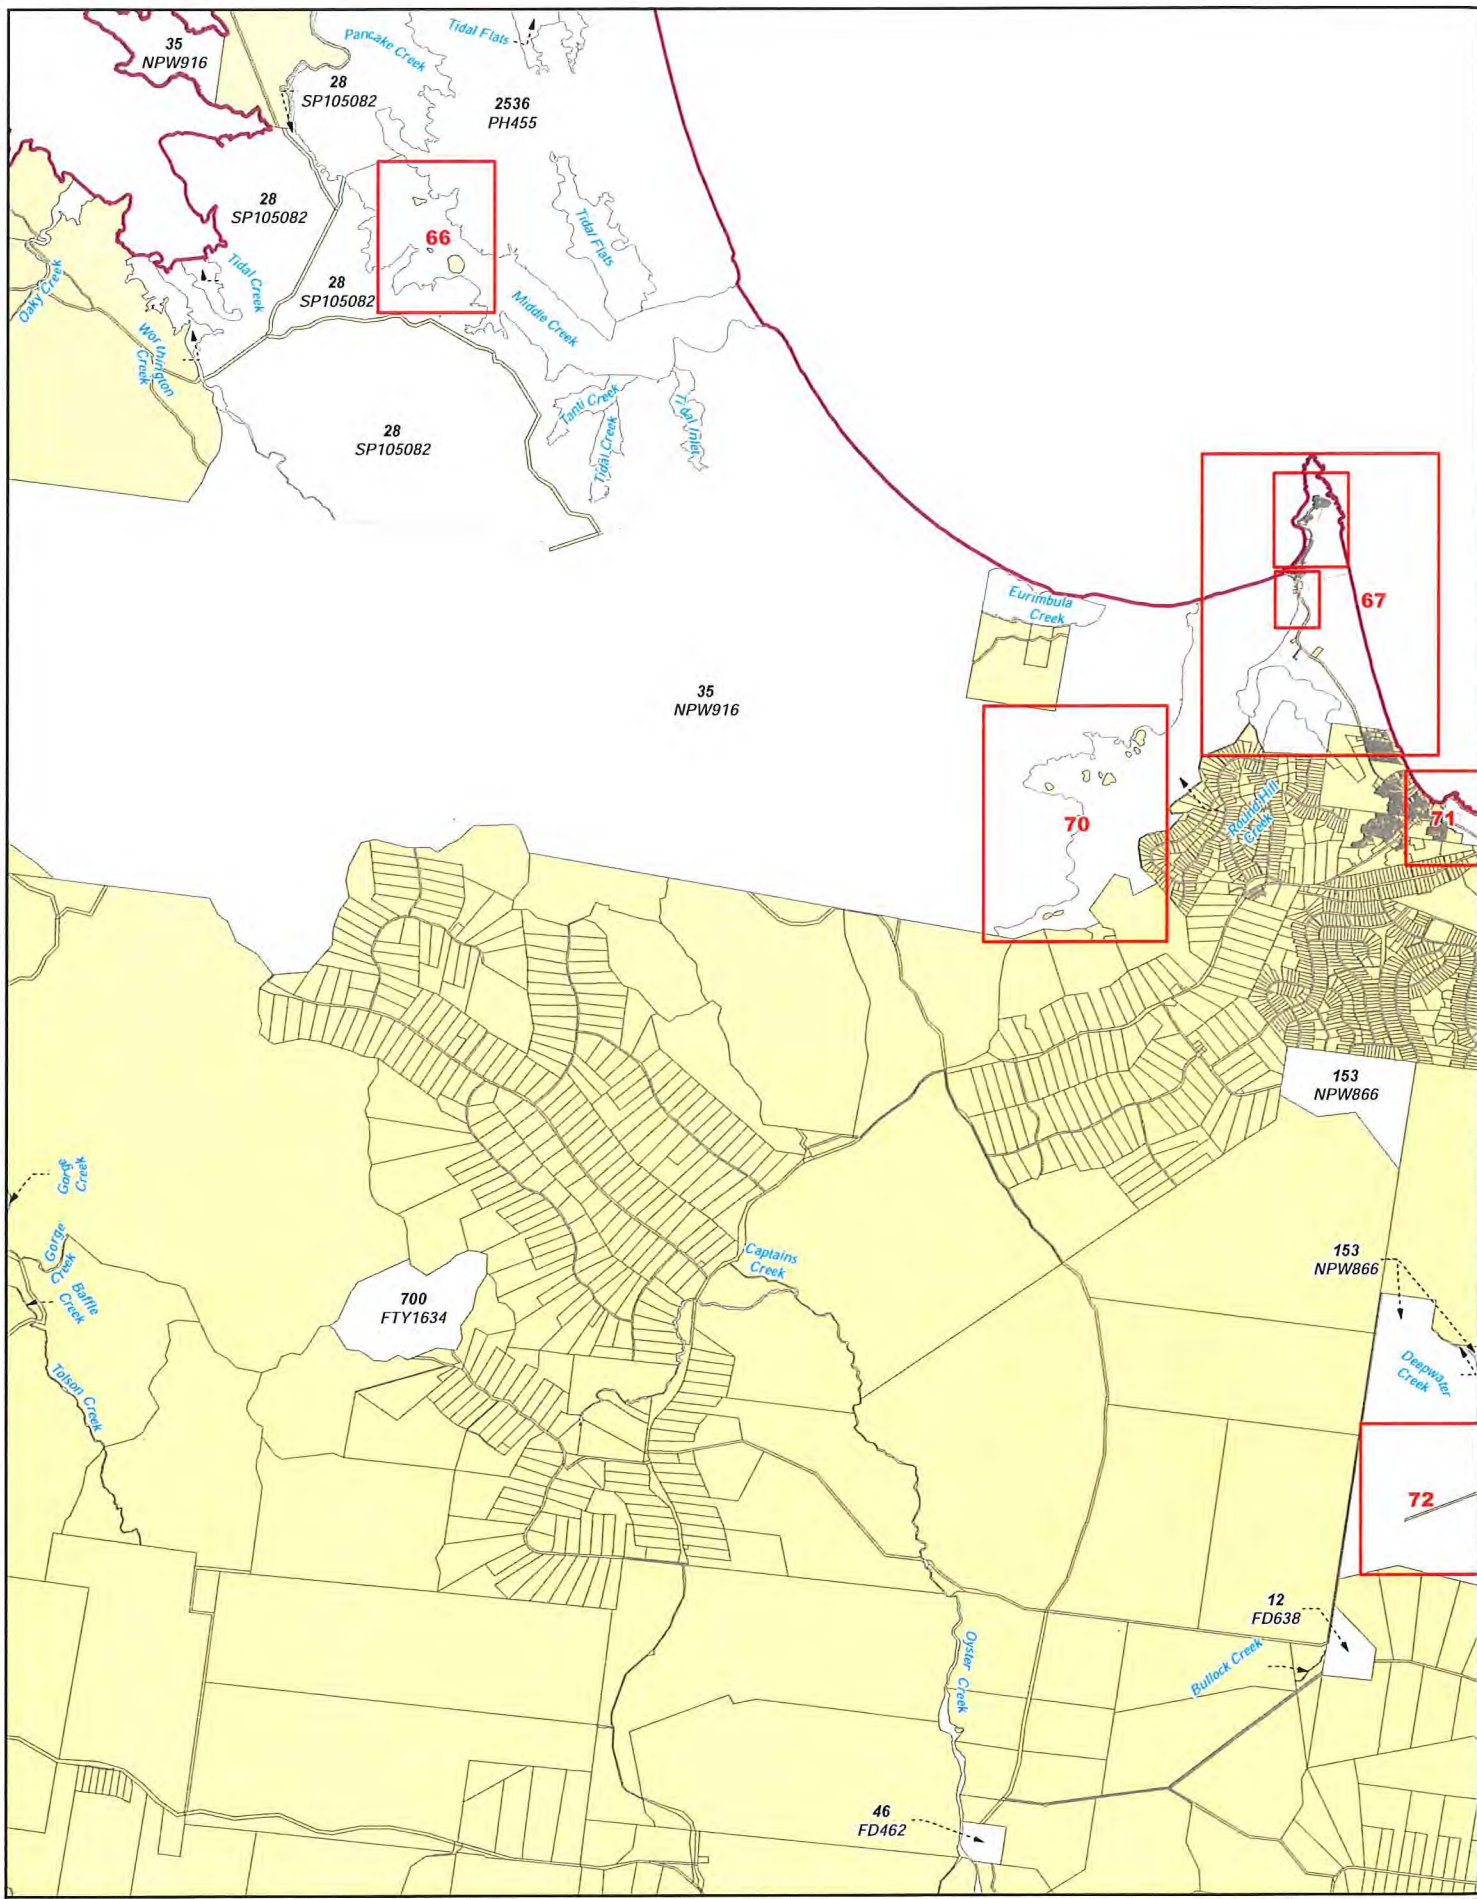 35
NPW916
Pancake Creek
Tidal Flats
28
SP105082
2536
PH455
28
SP105082
66
Tidal Flats
Oaky Creek
Tidal Creek
28
SP105082
Middle Creek
Worthington
Creek
Tanti Creek
Tidal Creek
Tidal Inlet
28
SP105082
67
Eurimbula
Creek
35
NPW916
70
Round Hill
Creek
71
153
NPW866
Gorge
Creek
Gorge
Creek
Baffle
Creek
Captains
Creek
153
NPW866
700
FTY1634
Tolson Creek
Deepwater
Creek
72
12
FD638
Bullock Creek
Oyster Creek
46
FD462